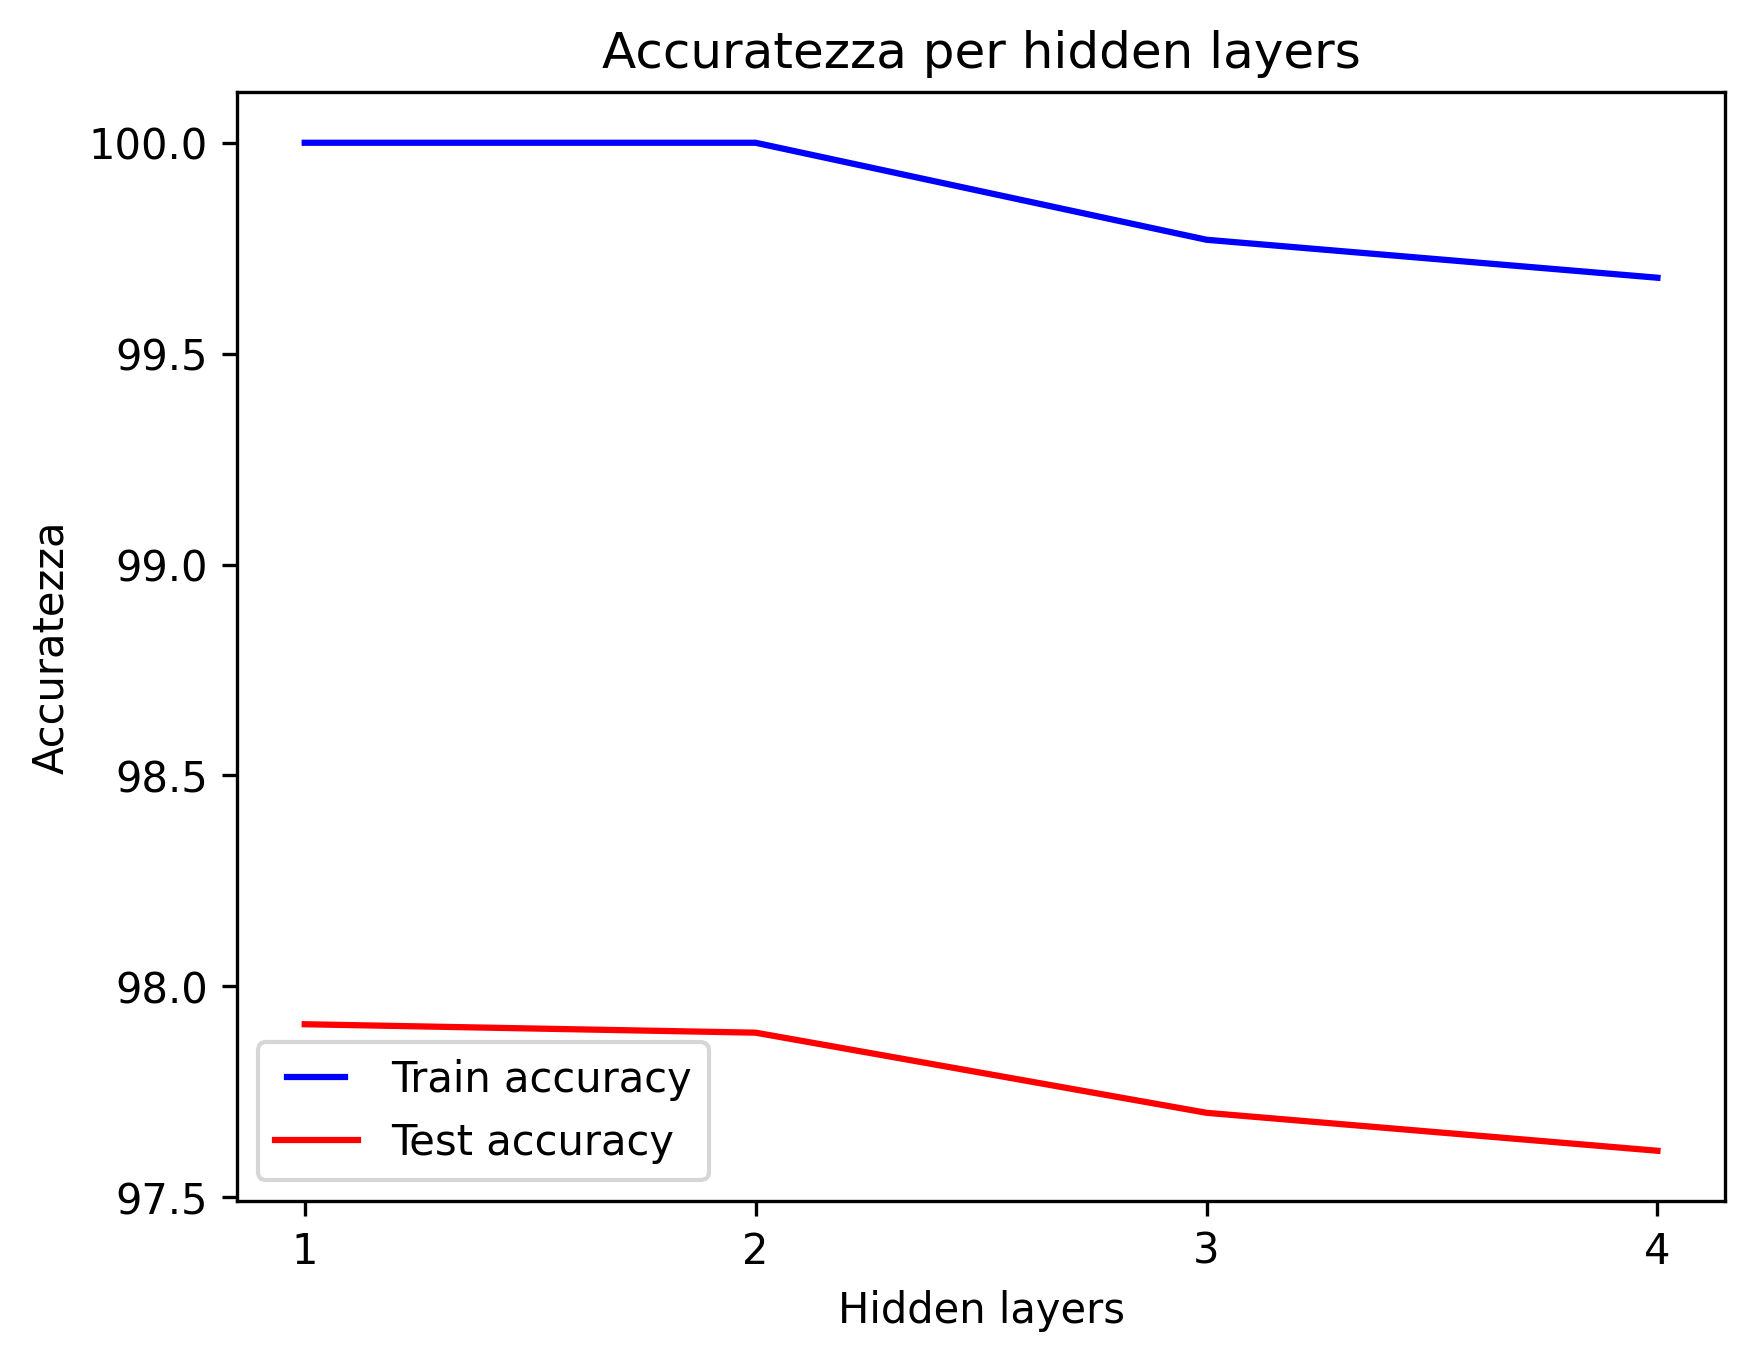 Accuratezza per hidden layers
100.0
99.5
99.0
98.5
98.0
97.5
Accuratezza
Train accuracy
Test accuracy
1 2 3 4
Hidden layers